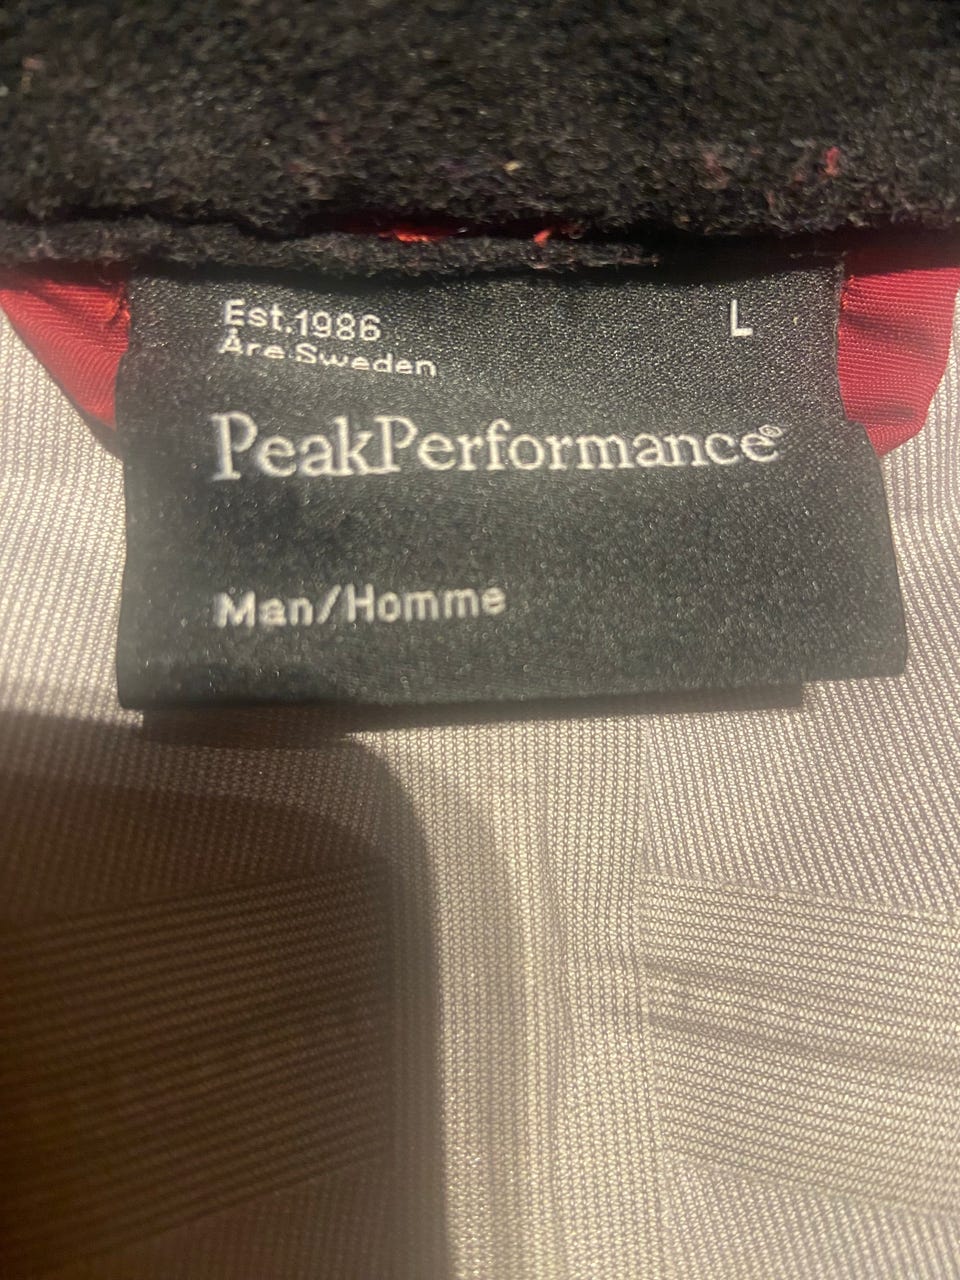 Est.1986
L
Åre Sweden
PeakPerformance®
Man/Homme